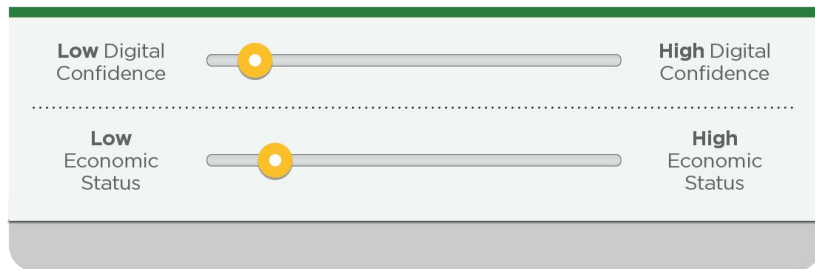 Low Digital
Confidence
High Digital
Confidence
Low
Economic
Status
High
Economic
Status